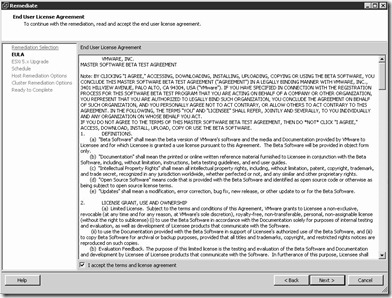 Remediate
End User License Agreement
To continue with the remediation, read and accept the end user license agreement.
Remediation Selection
EULA
ESXi 5.x Upgrade
Schedule
Host Remediation Options
Cluster Remediation Options
Ready to Complete
End User License Agreement
VMWARE, INC.
MASTER SOFTWARE BETA TEST AGREEMENT
Note: BY CLICKING "I AGREE," ACCESSING, DOWNLOADING, INSTALLING, UPLOADING, COPYING OR USING THE BETA SOFTWARE, YOU
CONCLUDE THIS MASTER SOFTWARE BETA AGREEMENT ("AGREEMENT") IN A LEGALLY BINDING MANNER WITH VMWARE, INC.,
3401 HILLVIEW AVENUE, PALO ALTO, CA 94304, USA ("VMWARE"). IF YOU HAVE BEEN SPECIFIED IN CONNECTION WITH THE REGISTRATION
PROCESS FOR THIS SOFTWARE BETA TEST PROGRAM THAT YOU ARE ACTING ON BEHALF OF A COMPANY OR OTHER ORGANIZATION,
YOU REPRESENT THAT YOU ARE AUTHORIZED TO LEGALLY BIND SUCH ORGANIZATION, YOU CONCLUDE THE AGREEMENT ON BEHALF
OF SUCH ORGANIZATION, AND YOU PERSONALLY AGREE NOT TO ACT CONTRARY, OR ALLOW OTHERS TO ACT CONTRARY TO THIS
AGREEMENT. IN THE FOLLOWING, THE TERMS "YOU" AND "LICENSEE" SHALL REFER, JOINTLY AND SEVERALLY, TO YOU INDIVIDUALLY
AND ANY ORGANIZATION ON WHOSE BEHALF YOU ACT.
IF YOU DO NOT AGREE TO THE TERMS OF THIS MASTER SOFTWARE BETA TEST AGREEMENT, THEN DO *NOT* CLICK "I AGREE,"
ACCESS, DOWNLOAD, INSTALL, UPLOAD, COPY OR USE THE BETA SOFTWARE.
1. DEFINITIONS.
(a) "Beta Software" shall mean the beta version of VMware's software and the media and Documentation provided by VMware to
Licensee and for which Licensee is granted a use license pursuant to the Agreement. The Beta Software will be provided in object form
only.
(b) "Documentation" shall mean the printed or online written reference material furnished to Licensee in conjunction with the Beta
Software, including, without limitation, instructions, beta testing guidelines, and end user guides.
(c) "Intellectual Property Rights" shall mean all intellectual property rights, including, without limitation, patent, copyright, trademark,
and trade secret, recognized in any jurisdiction worldwide, whether perfected or not, and any similar and other proprietary rights.
(d) "Open Source Software" means code that is provided with the Beta Software and identified as open source code or otherwise as
being subject to open source license terms.
(e) "Updates" shall mean a modification, error correction, bug fix, new release, or other update to or for the Beta Software.
2. LICENSE GRANT, USE AND OWNERSHIP
(a) Limited License. Subject to the terms and conditions of this Agreement, VMware grants to Licensee a non-exclusive,
revocable (at any time and for any reason, at VMware's sole discretion), royalty-free, non-transferable, personal, non-assignable license
(without the right to sublicense) (i) to use the Beta Software in accordance with the Documentation solely for purposes of internal testing
and evaluation, as well as development of Licensee products that communicate with the Software.
(ii) to use the Documentation provided with the Beta Software in support of Licensee's authorized use of the Beta Software, and (iii)
to copy Beta Software for archival or backup purposes, provided that all titles and trademarks, copyright, and restricted rights notices are
reproduced on such copies.
(b) Evaluation Feedback. The purpose of this limited license is the testing and evaluation of the Beta Software and Documentation
and development by Licensee of Licensee products that communicate with the Software. In furtherance of this purpose, Licensee shall
I accept the terms and license agreement
Help
< Back
Next >
Cancel